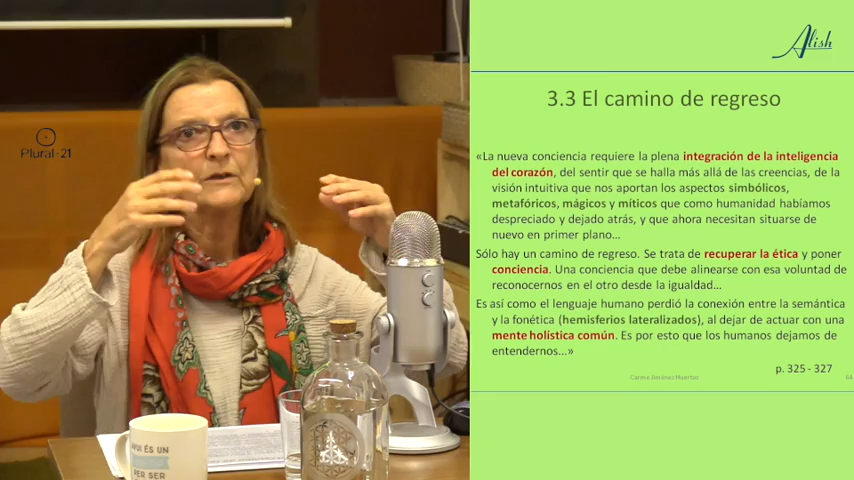 Plural-21
AVUI ÉS UN
PER SER
Alish
3.3 El camino de regreso
«La nueva conciencia requiere la plena integración de la inteligencia
del corazón, del sentir que se halla más allá de las creencias, de la
visión intuitiva que nos aportan los aspectos simbólicos,
metafóricos, mágicos y míticos que como humanidad habíamos
despreciado y dejado atrás, y que ahora necesitan situarse de
nuevo en primer plano...
Sólo hay un camino de regreso. Se trata de recuperar la ética y poner
conciencia. Una conciencia que debe alinearse con esa voluntad de
reconocernos en el otro desde la igualdad...
Es así como el lenguaje humano perdió la conexión entre la semántica
y la fonética (hemisferios lateralizados), al dejar de actuar con una
mente holística común. Es por esto que los humanos dejamos de
entendernos...»
p. 325 - 327
Carme Jiménez Huertas